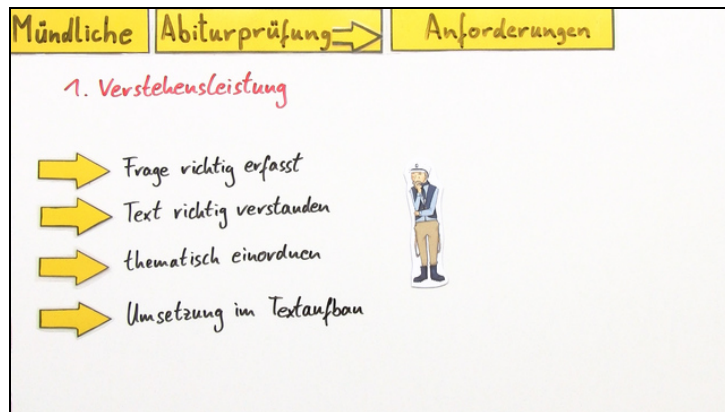 Mündliche Abiturprüfung Anforderungen
1. Verstehensleistung
Frage richtig erfasst
Text richtig verstanden
thematisch einordnen
Umsetzung im Textaufbau